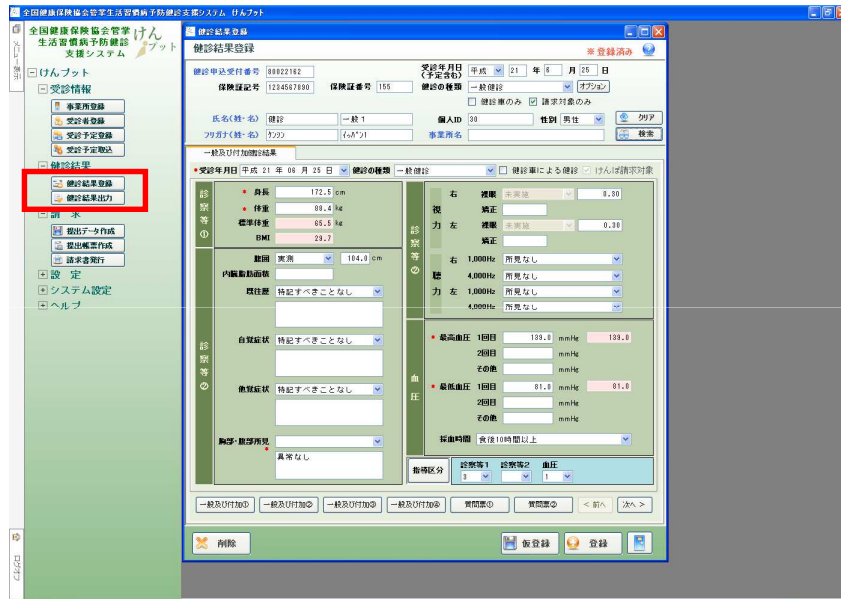 全国健康保険協会管掌生活習慣病予防健診支援システム けんプット
メニュー表示
全国健康保険協会管掌
生活習慣病予防健診
支援システム
けんプット
けんプット
受診情報
事業所登録
受診者登録
受診予定登録
受診予定取込
健診結果
健診結果登録
健診結果出力
請 求
提出データ作成
提出帳票作成
請求書発行
設 定
システム設定
ヘルプ
ログオフ
健診結果登録
健診結果登録
※登録済み
健診申込受付番号 80022162
受診年月日(予定含む) 平成 21 年 6 月 25 日
保険証記号 1234567890 保険証番号 155
健診の種類 一般健診 オプション
健診車のみ 請求対象のみ
氏名(姓・名) 健診 一般1
個人ID 30 性別 男性 クリア
フリガナ(姓・名) ケンシン イッパン1
事業所名 検索
一般及び付加健診結果
*受診年月日 平成 21 年 06 月 25 日 健診の種類 一般健診 健診車による健診 けんぽ請求対象
診察等①
* 身長 172.5 cm
* 体重 88.4 kg
標準体重 65.5 kg
BMI 29.7
診察等②
腹囲 実測 104.0 cm
内臓脂肪面積
既往歴 特記すべきことなし
自覚症状 特記すべきことなし
他覚症状 特記すべきことなし
胸部・腹部所見
*
異常なし
診察等②
視力
右 裸眼 未実施 0.30
矯正
左 裸眼 未実施 0.30
矯正
聴力
右 1,000Hz 所見なし
4,000Hz 所見なし
左 1,000Hz 所見なし
4,000Hz 所見なし
血圧
* 最高血圧 1回目 139.0 mmHg 139.0
2回目 mmHg
その他 mmHg
* 最低血圧 1回目 81.0 mmHg 81.0
2回目 mmHg
その他 mmHg
採血時間 食後10時間以上
指導区分
診察等1 診察等2 血圧
3 1
一般及び付加① 一般及び付加② 一般及び付加③ 一般及び付加④ 質問票① 質問票② < 前へ 次へ >
削除 仮登録 登録